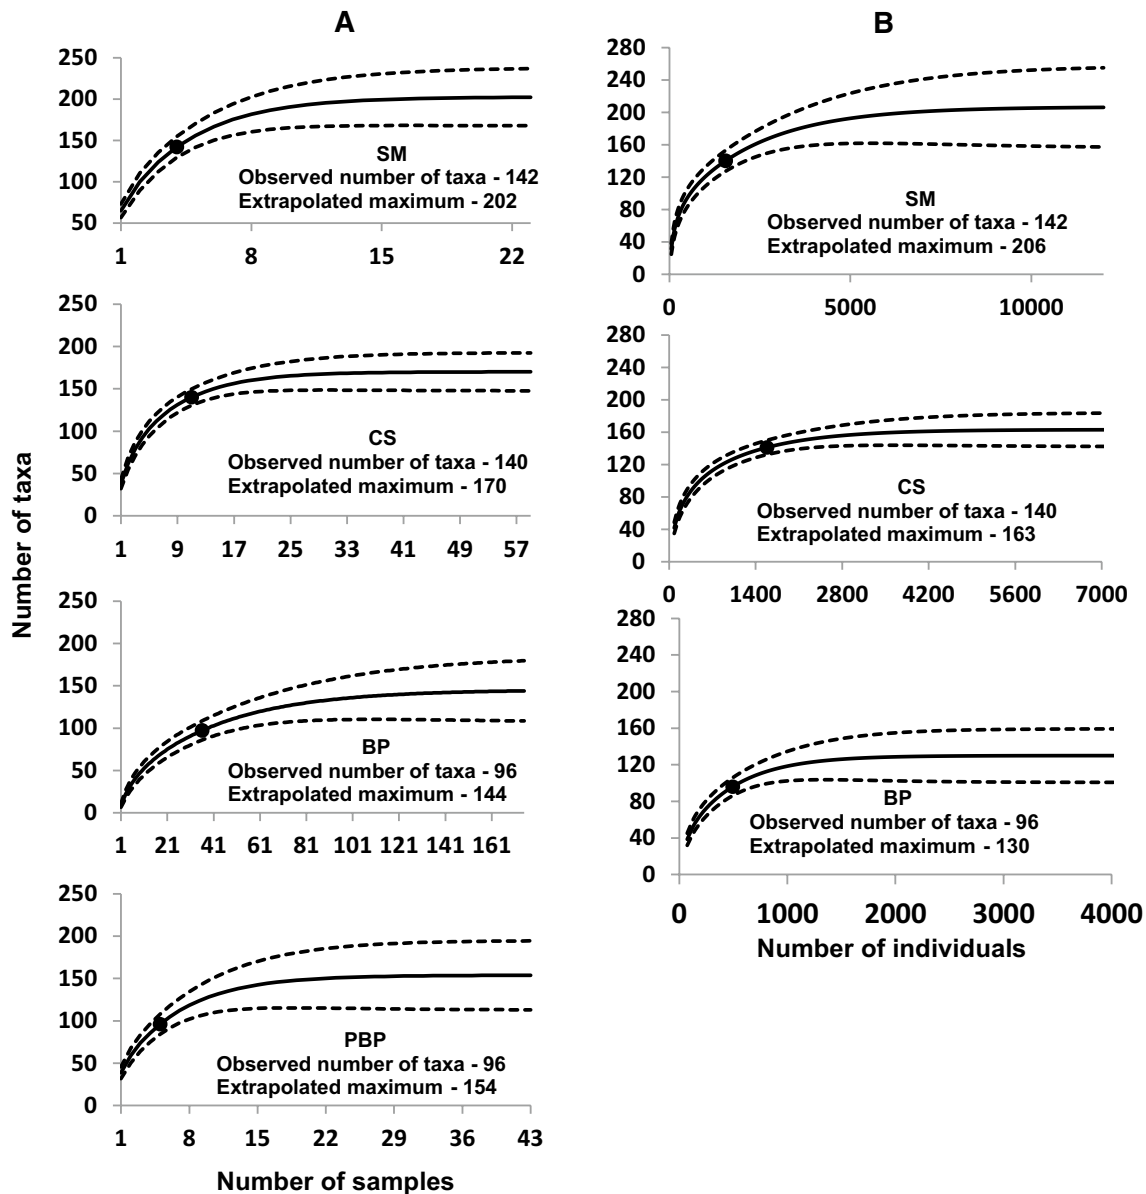 A
B
Number of taxa
250
200
150
100
50
SM
Observed number of taxa - 142
Extrapolated maximum - 202
1 8 15 22
250
200
150
100
50
0
CS
Observed number of taxa - 140
Extrapolated maximum - 170
1 9 17 25 33 41 49 57
250
200
150
100
50
0
BP
Observed number of taxa - 96
Extrapolated maximum - 144
1 21 41 61 81 101 121 141 161
250
200
150
100
50
0
PBP
Observed number of taxa - 96
Extrapolated maximum - 154
1 8 15 22 29 36 43
Number of samples
280
240
200
160
120
80
40
0
SM
Observed number of taxa - 142
Extrapolated maximum - 206
0 5000 10000
280
240
200
160
120
80
40
0
CS
Observed number of taxa - 140
Extrapolated maximum - 163
0 1400 2800 4200 5600 7000
280
240
200
160
120
80
40
0
BP
Observed number of taxa - 96
Extrapolated maximum - 130
0 1000 2000 3000 4000
Number of individuals